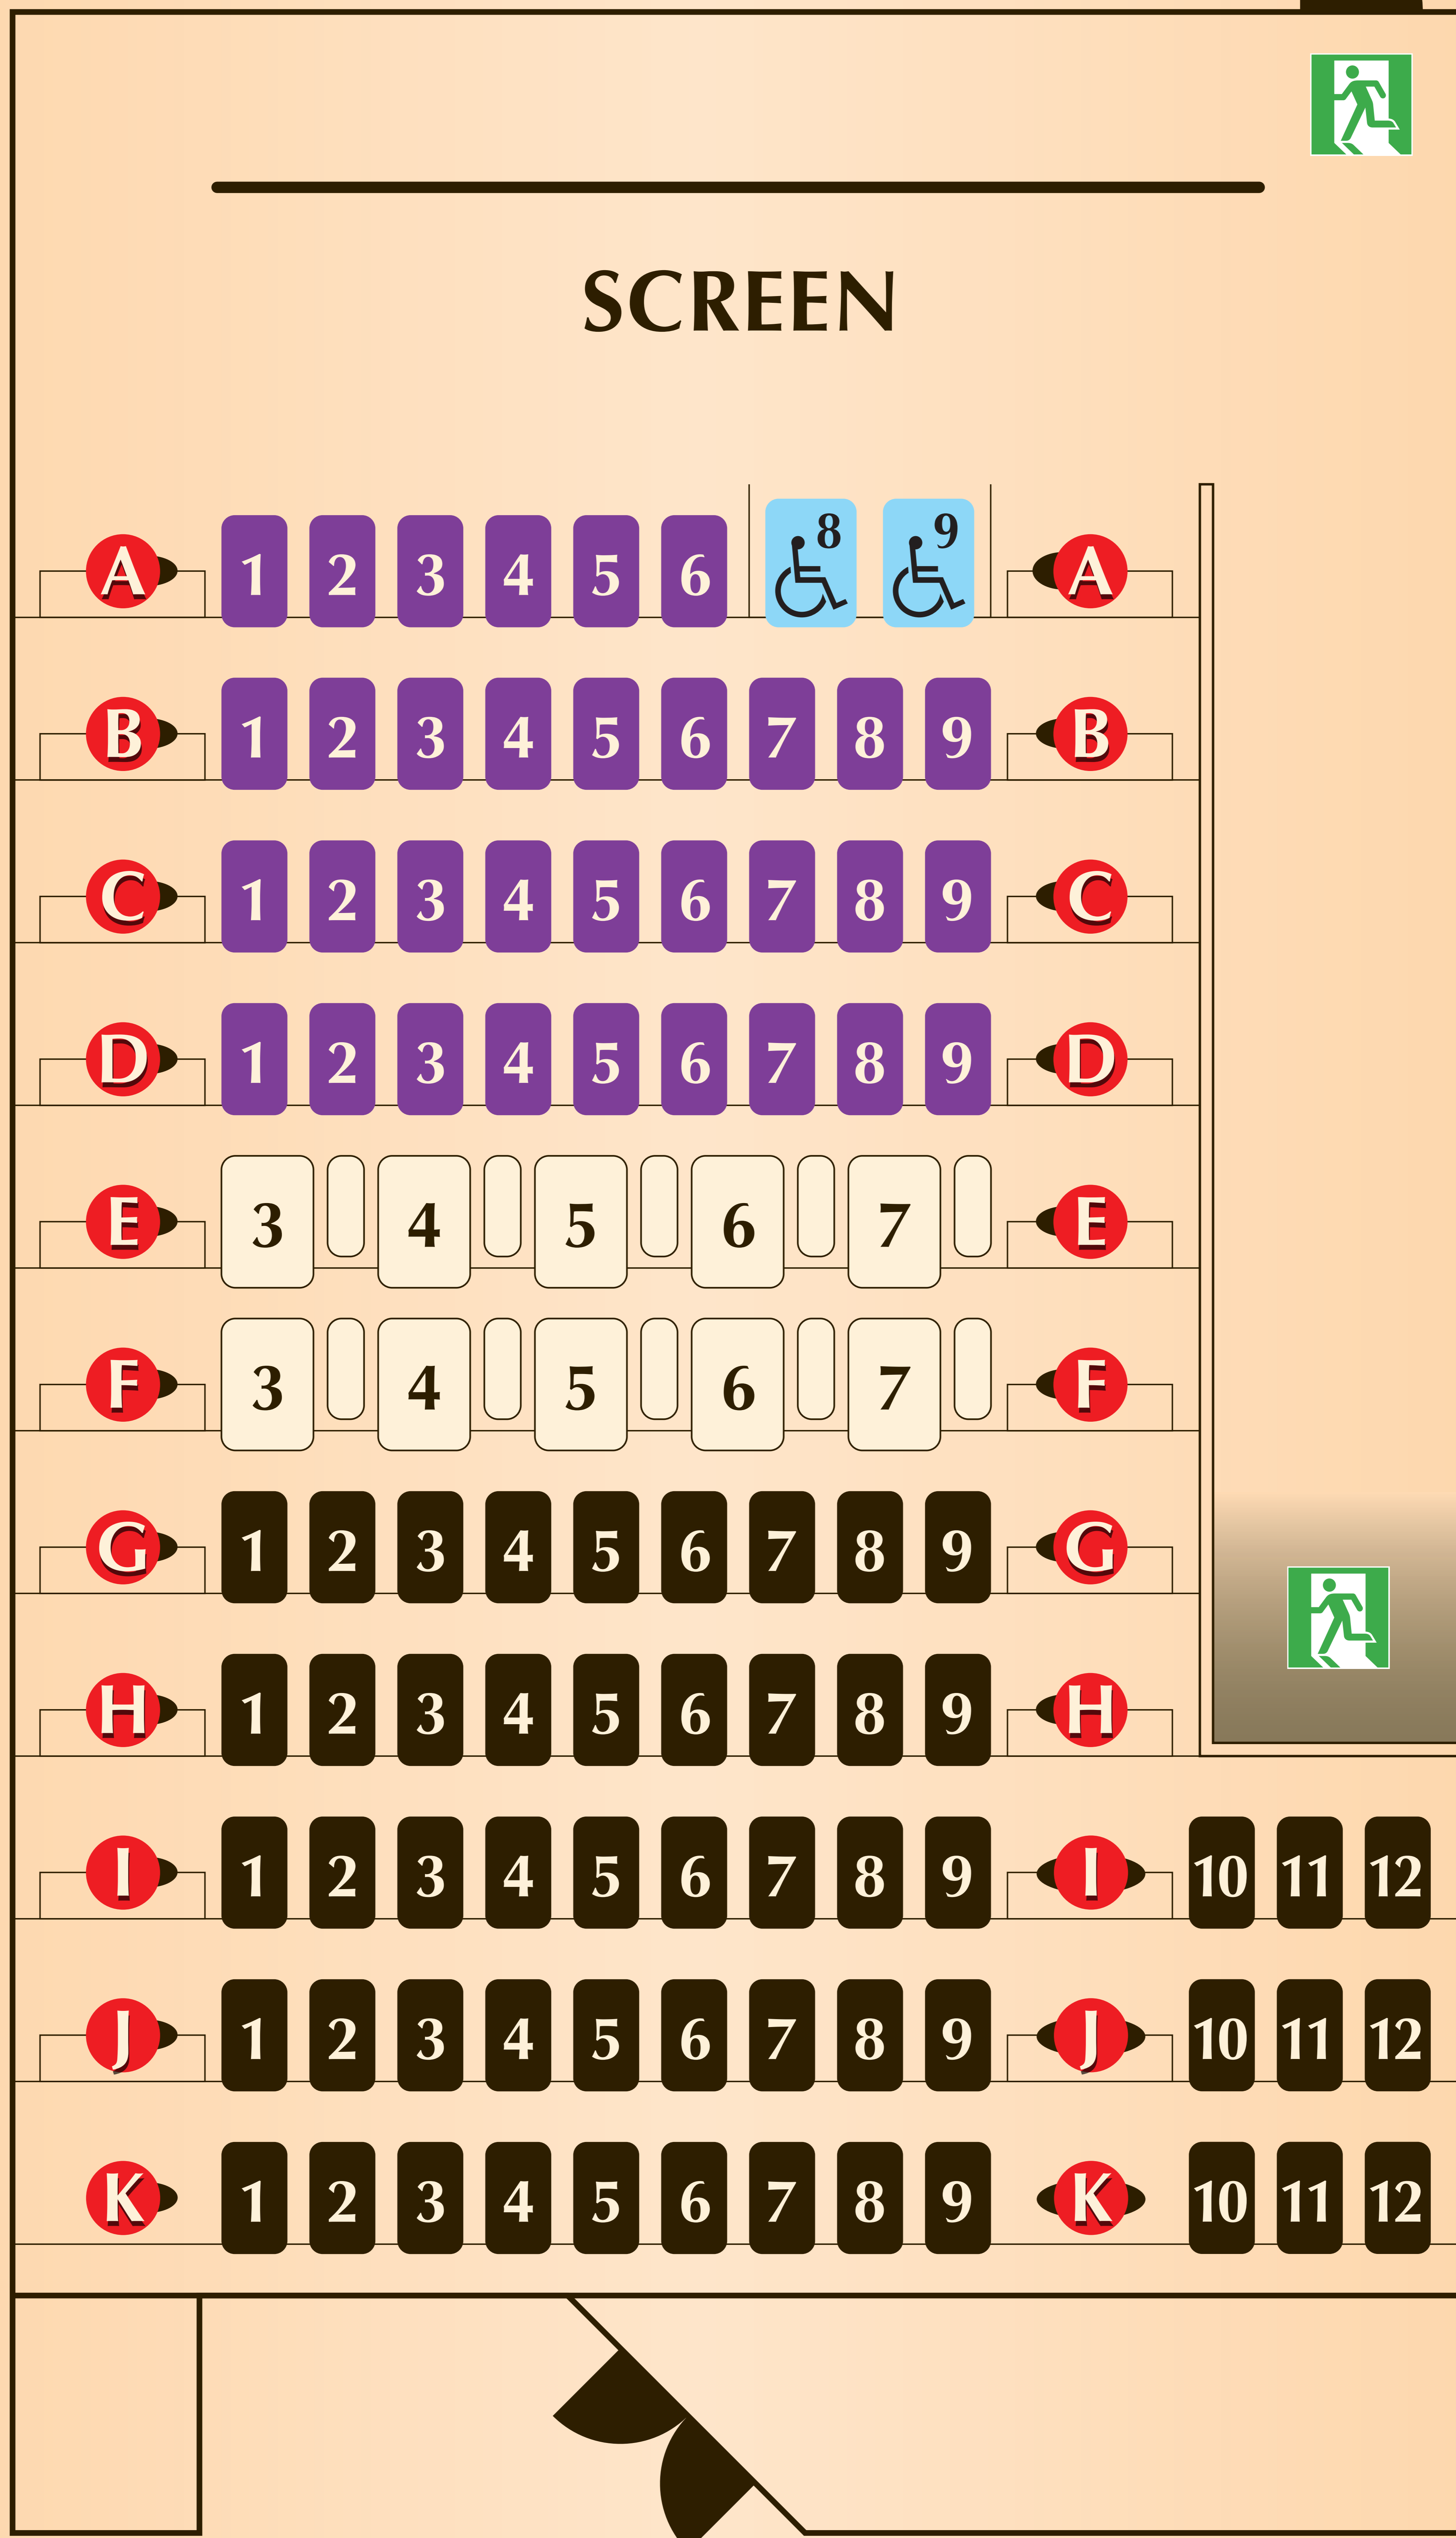 SCREEN
A 1 2 3 4 5 6 8 9 A
B 1 2 3 4 5 6 7 8 9 B
C 1 2 3 4 5 6 7 8 9 C
D 1 2 3 4 5 6 7 8 9 D
E 3 4 5 6 7 E
F 3 4 5 6 7 F
G 1 2 3 4 5 6 7 8 9 G
H 1 2 3 4 5 6 7 8 9 H
I 1 2 3 4 5 6 7 8 9 I 10 11 12
J 1 2 3 4 5 6 7 8 9 J 10 11 12
K 1 2 3 4 5 6 7 8 9 K 10 11 12